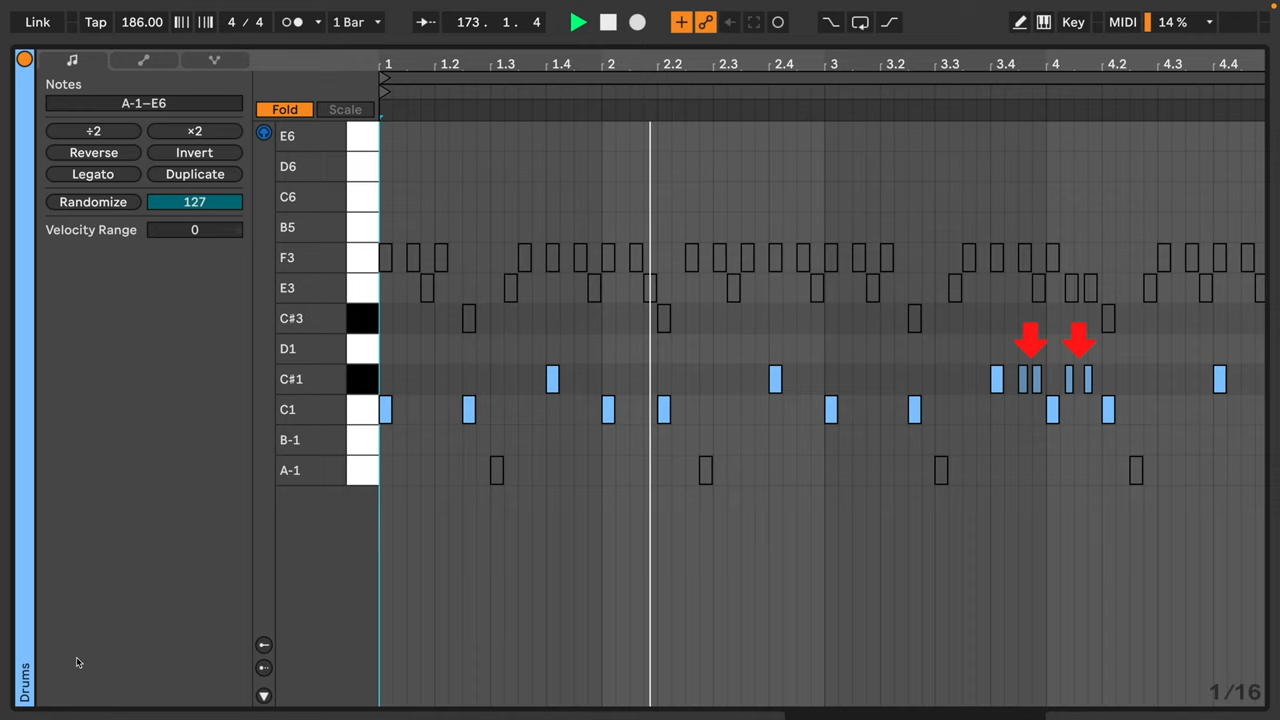 Link Tap 186.00 4 / 4 1 Bar 173. 1. 4 Key MIDI 14 %
Notes
A-1–E6
÷2 ×2
Reverse Invert
Legato Duplicate
Randomize 127
Velocity Range 0
1 1.2 1.3 1.4 2 2.2 2.3 2.4 3 3.2 3.3 3.4 4 4.2 4.3 4.4
Fold Scale
E6
D6
C6
B5
F3
E3
C#3
D1
C#1
C1
B-1
A-1
Drums
1/16